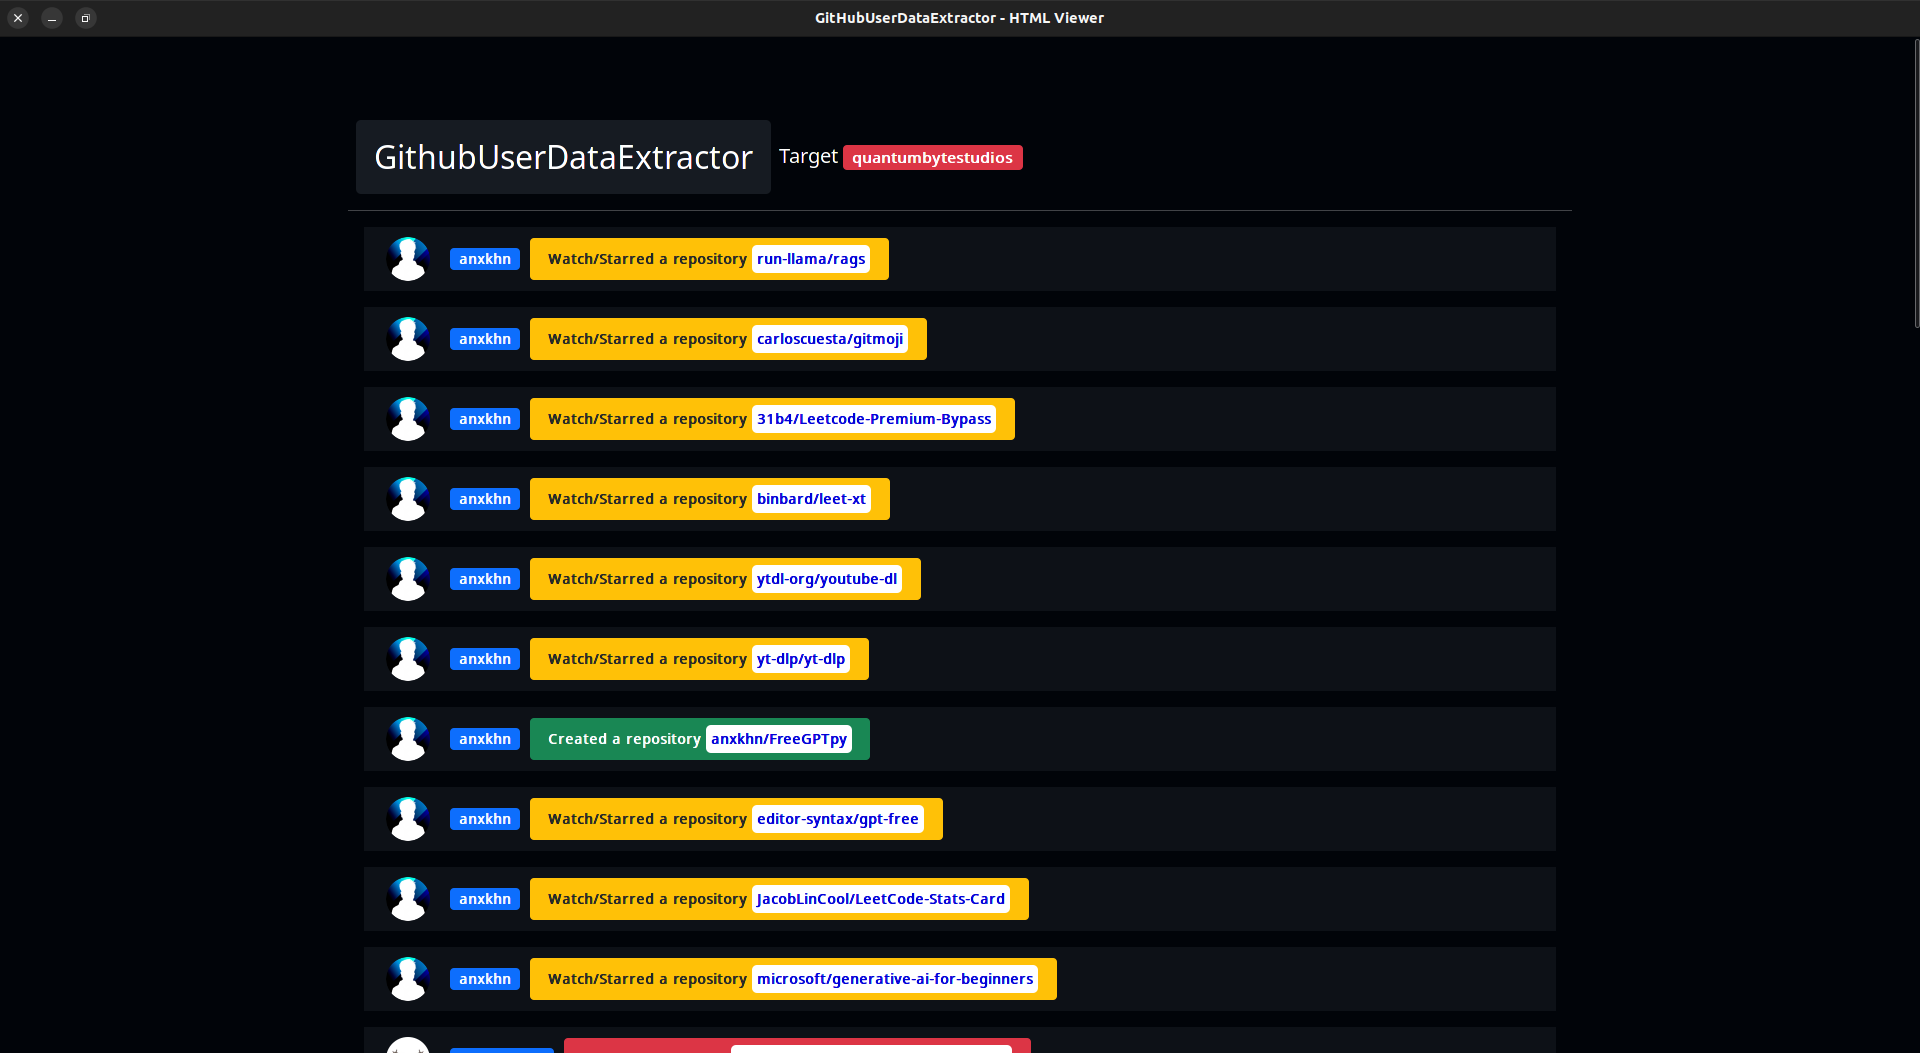 GitHubUserDataExtractor - HTML Viewer
GithubUserDataExtractor Target quantumbytestudios
anxkhn Watch/Starred a repository run-llama/rags
anxkhn Watch/Starred a repository carloscuesta/gitmoji
anxkhn Watch/Starred a repository 31b4/Leetcode-Premium-Bypass
anxkhn Watch/Starred a repository binbard/leet-xt
anxkhn Watch/Starred a repository ytdl-org/youtube-dl
anxkhn Watch/Starred a repository yt-dlp/yt-dlp
anxkhn Created a repository anxkhn/FreeGPTpy
anxkhn Watch/Starred a repository editor-syntax/gpt-free
anxkhn Watch/Starred a repository JacobLinCool/LeetCode-Stats-Card
anxkhn Watch/Starred a repository microsoft/generative-ai-for-beginners